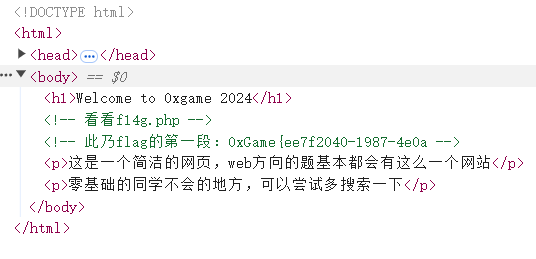 <!DOCTYPE html>
<html>
<head>…</head>
<body> == $0
<h1>Welcome to 0xgame 2024</h1>
<!-- 看看f14g.php -->
<!-- 此乃flag的第一段：0xGame{ee7f2040-1987-4e0a -->
<p>这是一个简洁的网页，web方向的题基本都会有这么一个网站</p>
<p>零基础的同学不会的地方，可以尝试多搜索一下</p>
</body>
</html>